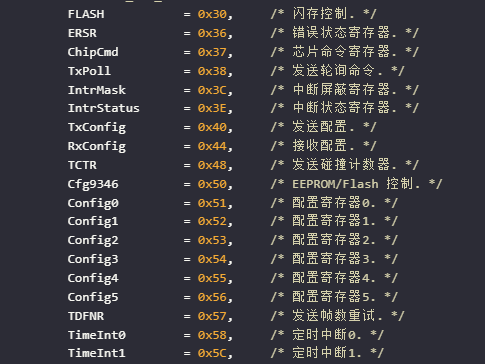 FLASH = 0x30, /* 闪存控制. */
ERSR = 0x36, /* 错误状态寄存器. */
ChipCmd = 0x37, /* 芯片命令寄存器. */
TxPoll = 0x38, /* 发送轮询命令. */
IntrMask = 0x3C, /* 中断屏蔽寄存器. */
IntrStatus = 0x3E, /* 中断状态寄存器. */
TxConfig = 0x40, /* 发送配置. */
RxConfig = 0x44, /* 接收配置. */
TCTR = 0x48, /* 发送碰撞计数器. */
Cfg9346 = 0x50, /* EEPROM/Flash 控制. */
Config0 = 0x51, /* 配置寄存器0. */
Config1 = 0x52, /* 配置寄存器1. */
Config2 = 0x53, /* 配置寄存器2. */
Config3 = 0x54, /* 配置寄存器3. */
Config4 = 0x55, /* 配置寄存器4. */
Config5 = 0x56, /* 配置寄存器5. */
TDFNR = 0x57, /* 发送帧数重试. */
TimeInt0 = 0x58, /* 定时中断0. */
TimeInt1 = 0x5C, /* 定时中断1. */